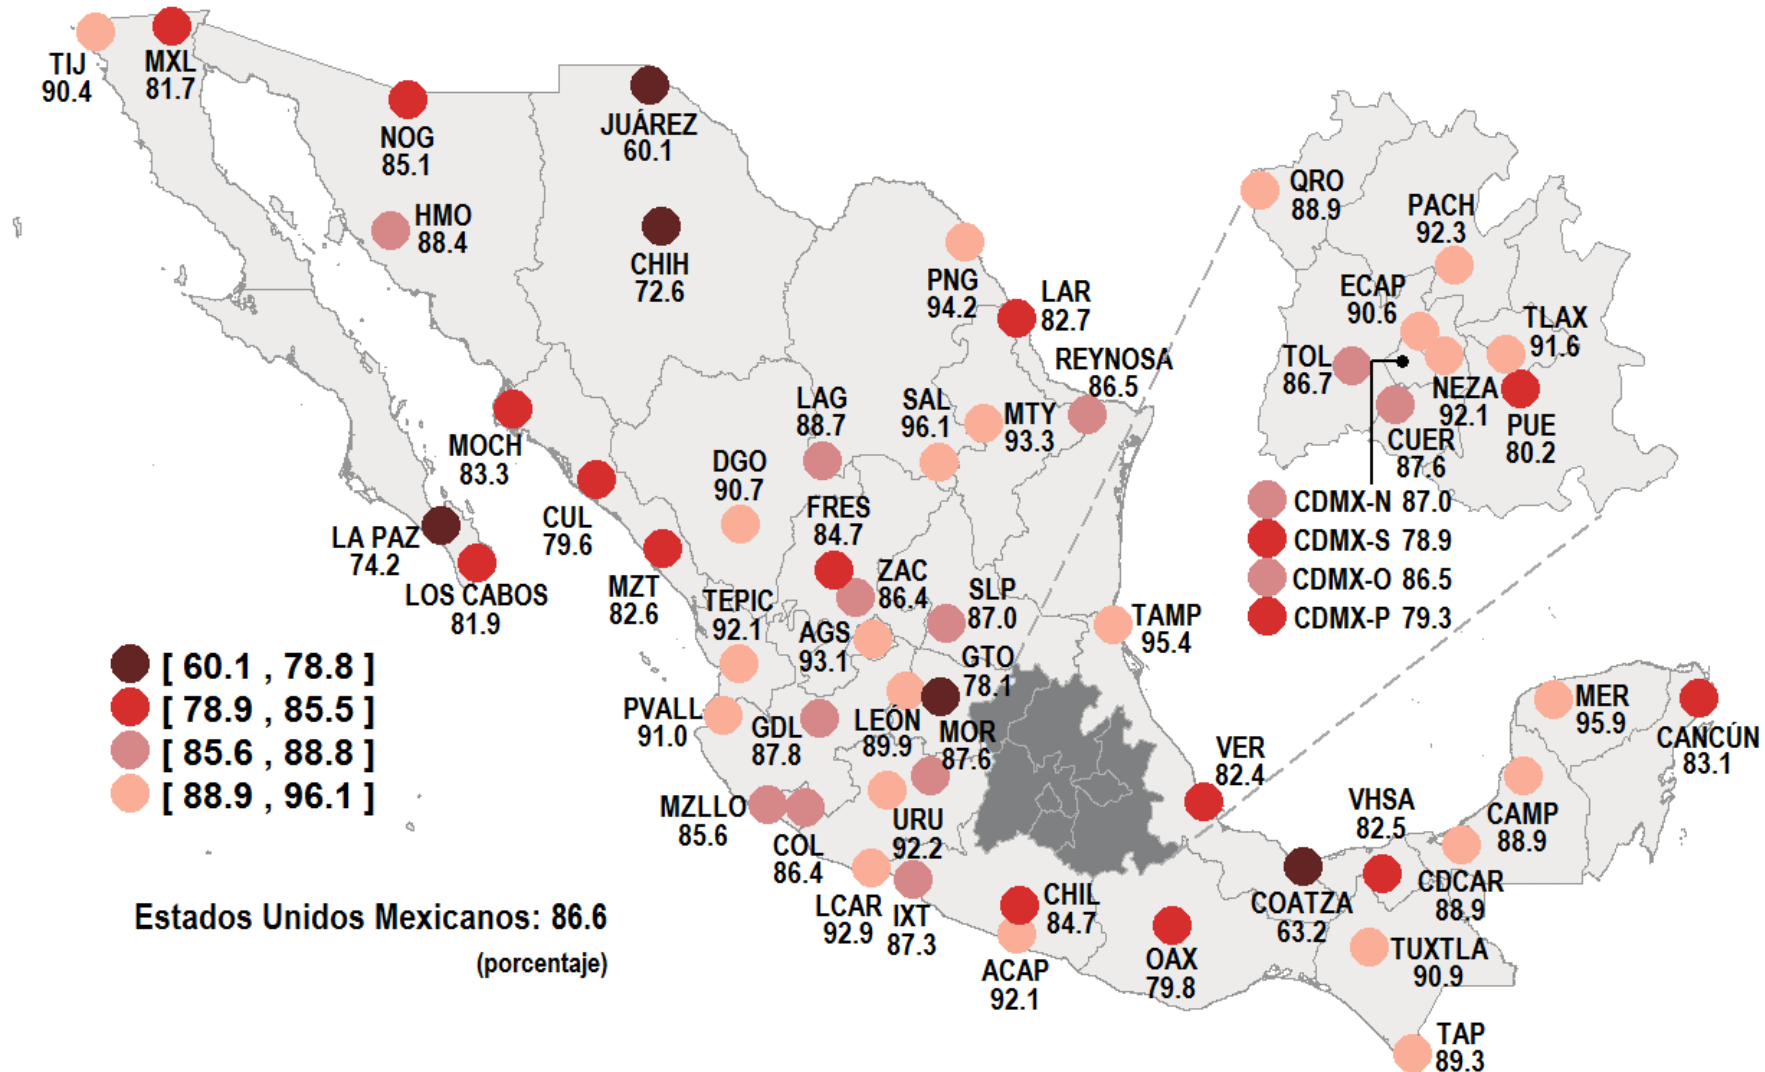 TIJ
90.4
MXL
81.7
NOG
85.1
JUÁREZ
60.1
HMO
88.4
CHIH
72.6
PNG
94.2
LAR
82.7
REYNOSA
86.5
QRO
88.9
PACH
92.3
ECAP
90.6
TLAX
91.6
TOL
86.7
NEZA
92.1
CUER
87.6
PUE
80.2
CDMX-N 87.0
CDMX-S 78.9
CDMX-O 86.5
CDMX-P 79.3
LAG
88.7
SAL
96.1
MTY
93.3
MOCH
83.3
DGO
90.7
FRES
84.7
CUL
79.6
LA PAZ
74.2
LOS CABOS
81.9
MZT
82.6
ZAC
86.4
SLP
87.0
TEPIC
92.1
AGS
93.1
GTO
78.1
TAMP
95.4
[ 60.1 , 78.8 ]
[ 78.9 , 85.5 ]
[ 85.6 , 88.8 ]
[ 88.9 , 96.1 ]
PVALL
91.0
GDL
87.8
LEÓN
89.9
MOR
87.6
MER
95.9
CANCÚN
83.1
VER
82.4
MZLLO
85.6
COL
86.4
URU
92.2
VHSA
82.5
CAMP
88.9
LCAR
92.9
IXT
87.3
CHIL
84.7
ACAP
92.1
OAX
79.8
COATZA
63.2
CDCAR
88.9
TUXTLA
90.9
TAP
89.3
Estados Unidos Mexicanos: 86.6
(porcentaje)